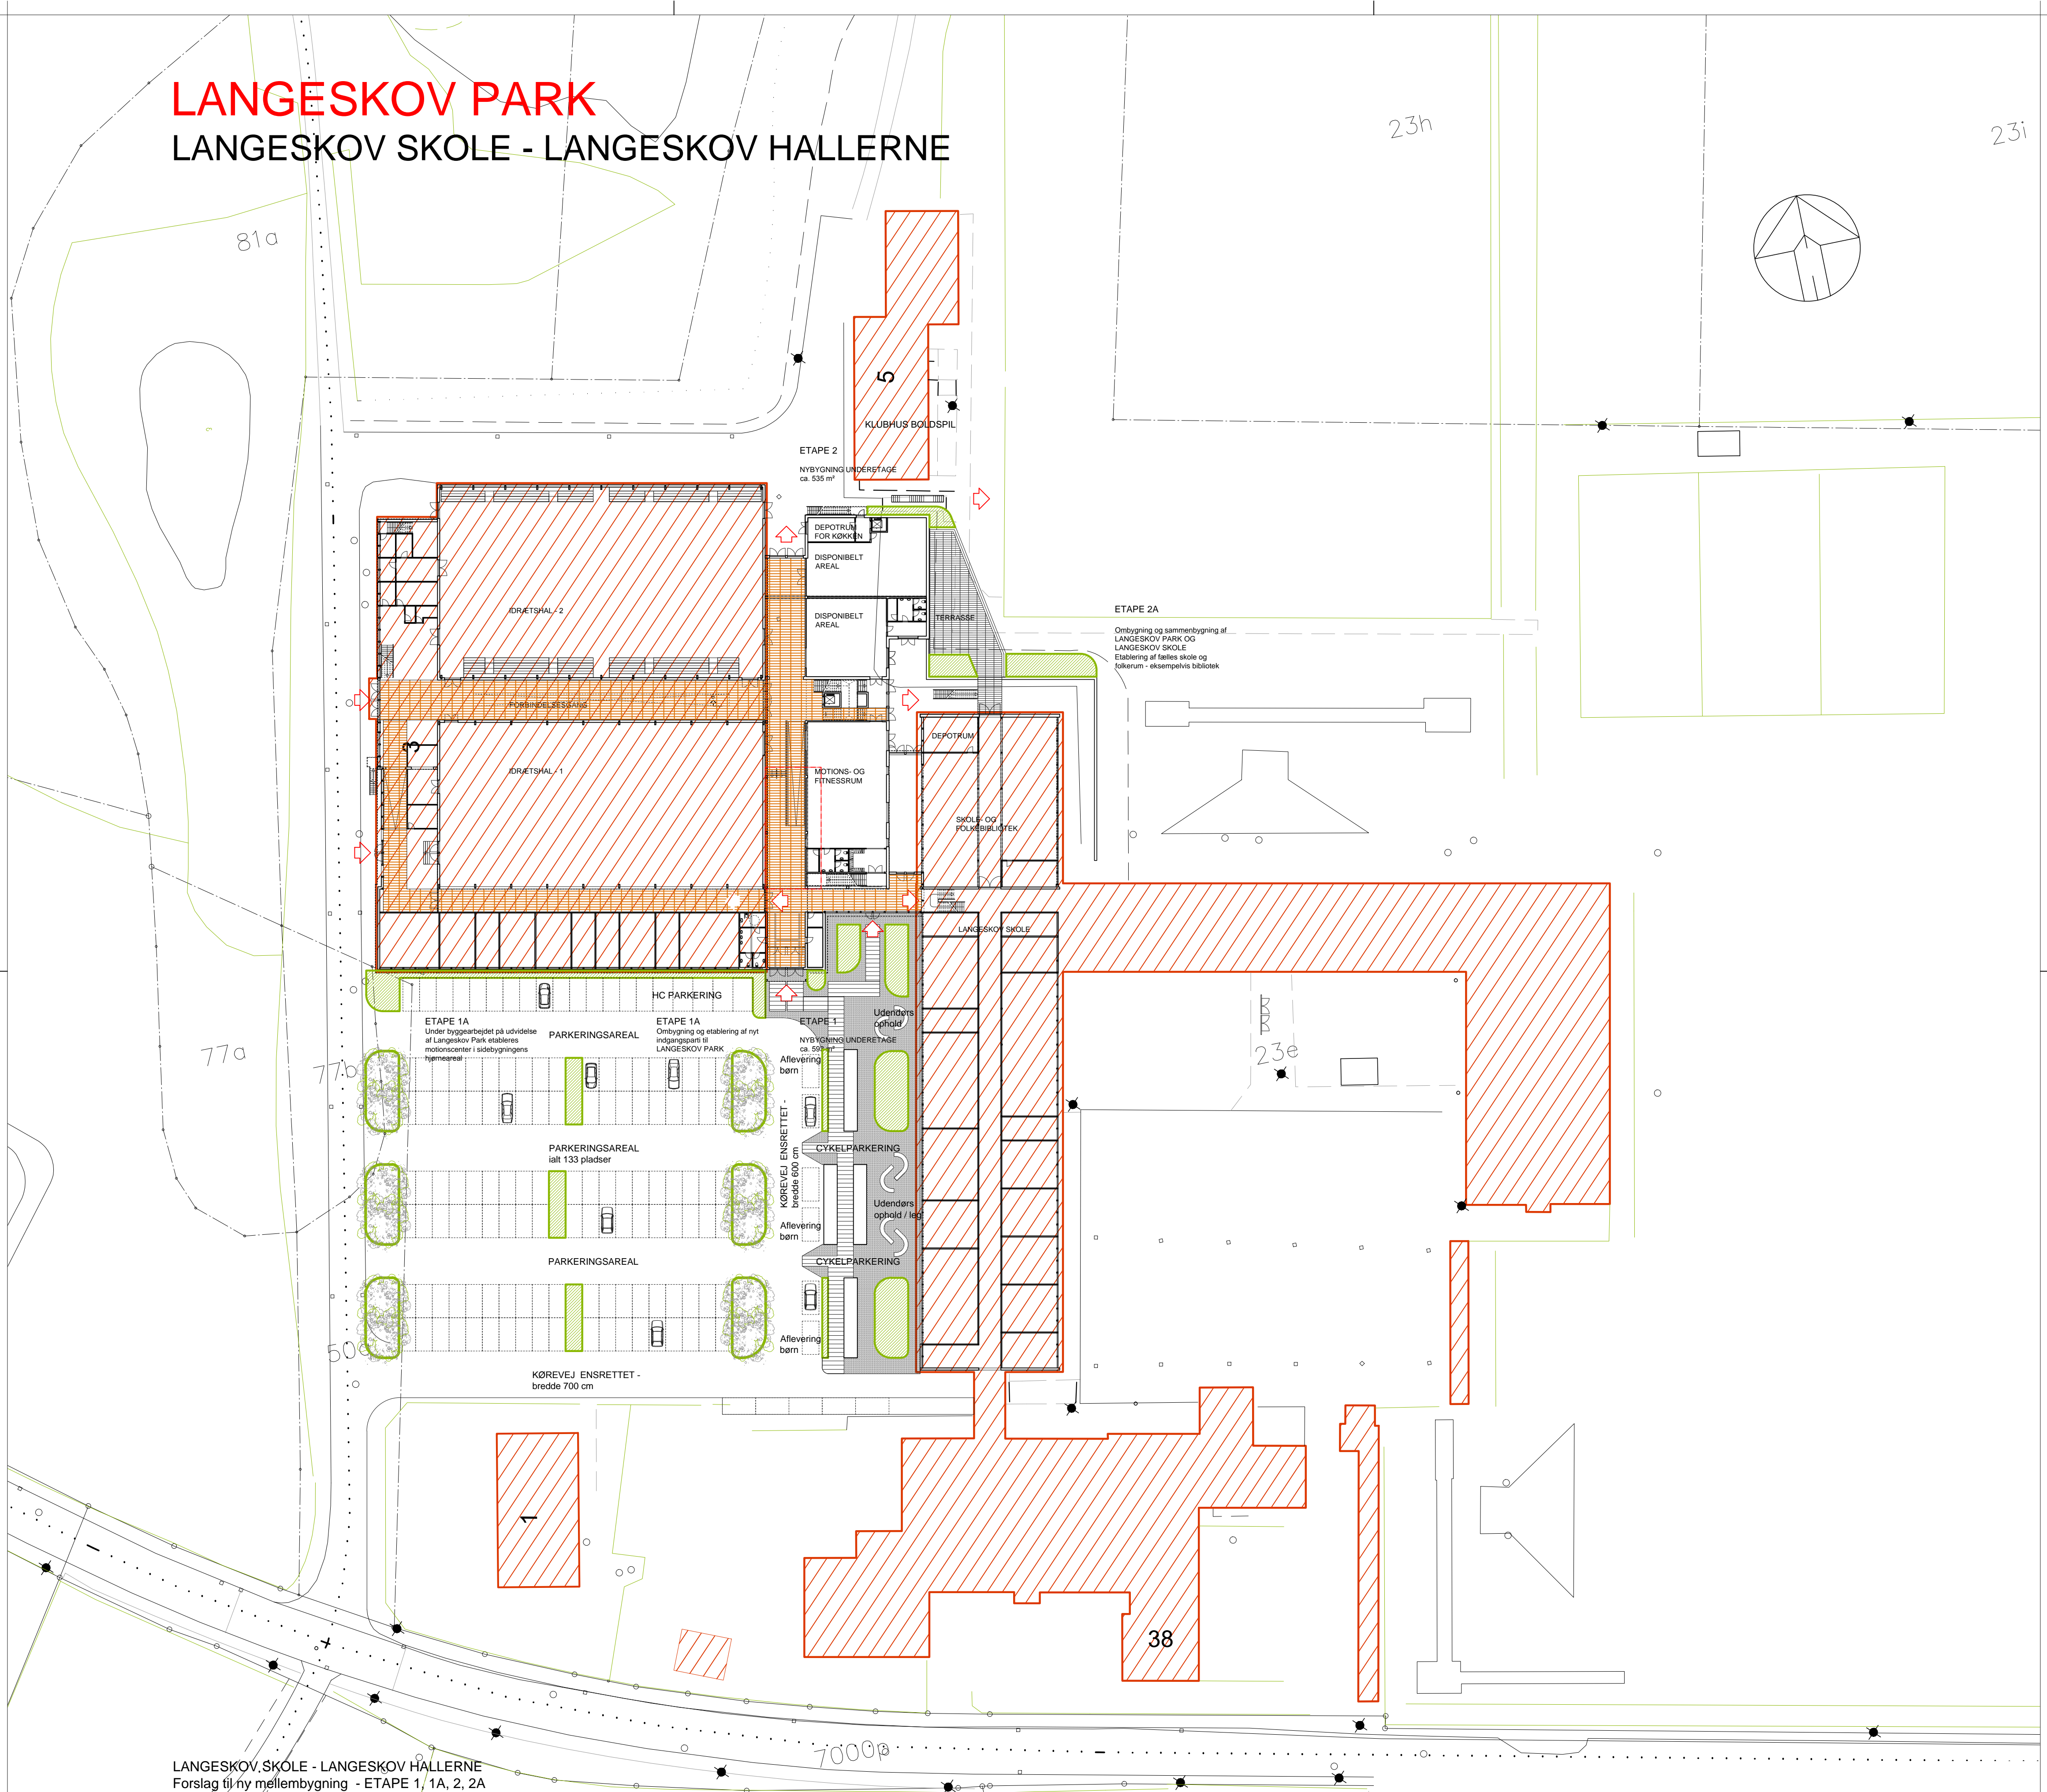 LANGESKOV PARK
LANGESKOV SKOLE - LANGESKOV HALLERNE
23h
23i
81a
5
KLUBHUS BOLDSPIL
ETAPE 2
NYBYGNING UNDERETAGE
ca. 535 m²
DEPOTRUM
FOR KØKKEN
DISPONIBELT
AREAL
IDRÆTSHAL - 2
DISPONIBELT
AREAL
TERRASSE
ETAPE 2A
Ombygning og sammenbygning af
LANGESKOV PARK OG
LANGESKOV SKOLE
Etablering af fælles skole og
folkerum - eksempelvis bibliotek
FORBINDELSESGANG
3
IDRÆTSHAL - 1
MOTIONS- OG
FITNESSRUM
DEPOTRUM
SKOLE- OG
FOLKEBIBLIOTEK
LANGESKOV SKOLE
HC PARKERING
ETAPE 1A
Under byggearbejdet på udvidelse
af Langeskov Park etableres
motionscenter i sidebygningens
hjørneareal
PARKERINGSAREAL
ETAPE 1A
Ombygning og etablering af nyt
indgangsparti til
LANGESKOV PARK
ETAPE 1
NYBYGNING UNDERETAGE
Udendørs
ophold
Aflevering
børn
77a
77b
23e
KØREVEJ ENSRETTET -
bredde 600 cm
PARKERINGSAREAL
ialt 133 pladser
CYKELPARKERING
Udendørs
ophold / leg
Aflevering
børn
PARKERINGSAREAL
CYKELPARKERING
Aflevering
børn
KØREVEJ ENSRETTET -
bredde 700 cm
1
38
7000p
LANGESKOV SKOLE - LANGESKOV HALLERNE
Forslag til ny mellembygning - ETAPE 1, 1A, 2, 2A